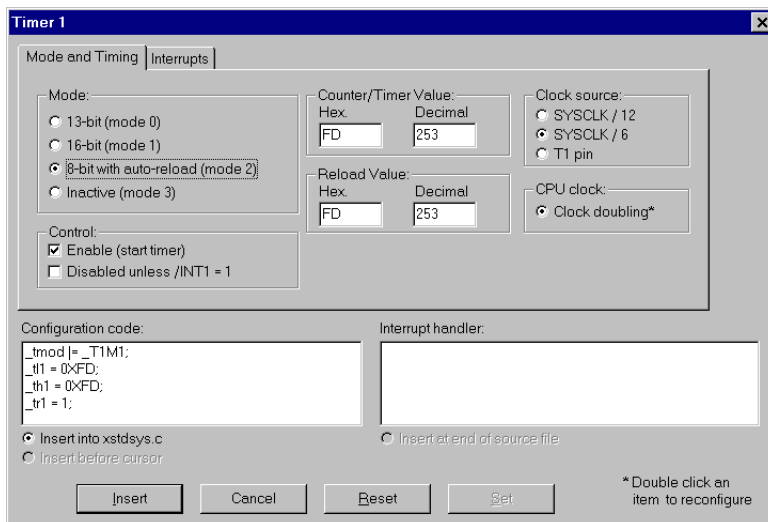 Timer 1
Mode and Timing
Interrupts
Mode:
13-bit (mode 0)
16-bit (mode 1)
8-bit with auto-reload (mode 2)
Inactive (mode 3)
Control:
Enable (start timer)
Disabled unless /INT1 = 1
Counter/Timer Value:
Hex. Decimal
FD 253
Reload Value:
Hex. Decimal
FD 253
Clock source:
SYSCLK / 12
SYSCLK / 6
T1 pin
CPU clock:
Clock doubling*
Configuration code:
_tmod |= _T1M1;
_tl1 = 0XFD;
_th1 = 0XFD;
_tr1 = 1;
Insert into xstdsys.c
Insert before cursor
Interrupt handler:
Insert at end of source file
Insert
Cancel
Reset
Set
* Double click an
item to reconfigure